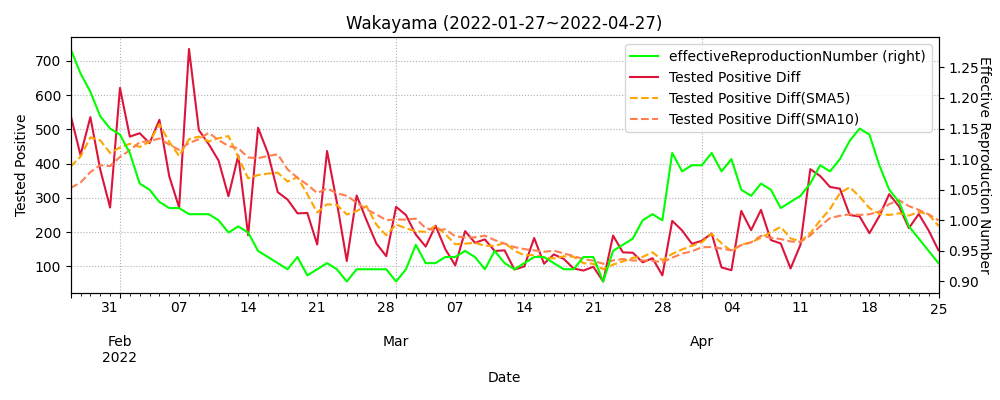 Wakayama (2022-01-27~2022-04-27)
effectiveReproductionNumber (right)
Tested Positive Diff
Tested Positive Diff(SMA5)
Tested Positive Diff(SMA10)
Tested Positive
700
600
500
400
300
200
100
Effective Reproduction Number
1.25
1.20
1.15
1.10
1.05
1.00
0.95
0.90
31 07 14 21 28 07 14 21 28 04 11 18 25
Feb Mar Apr
2022
Date